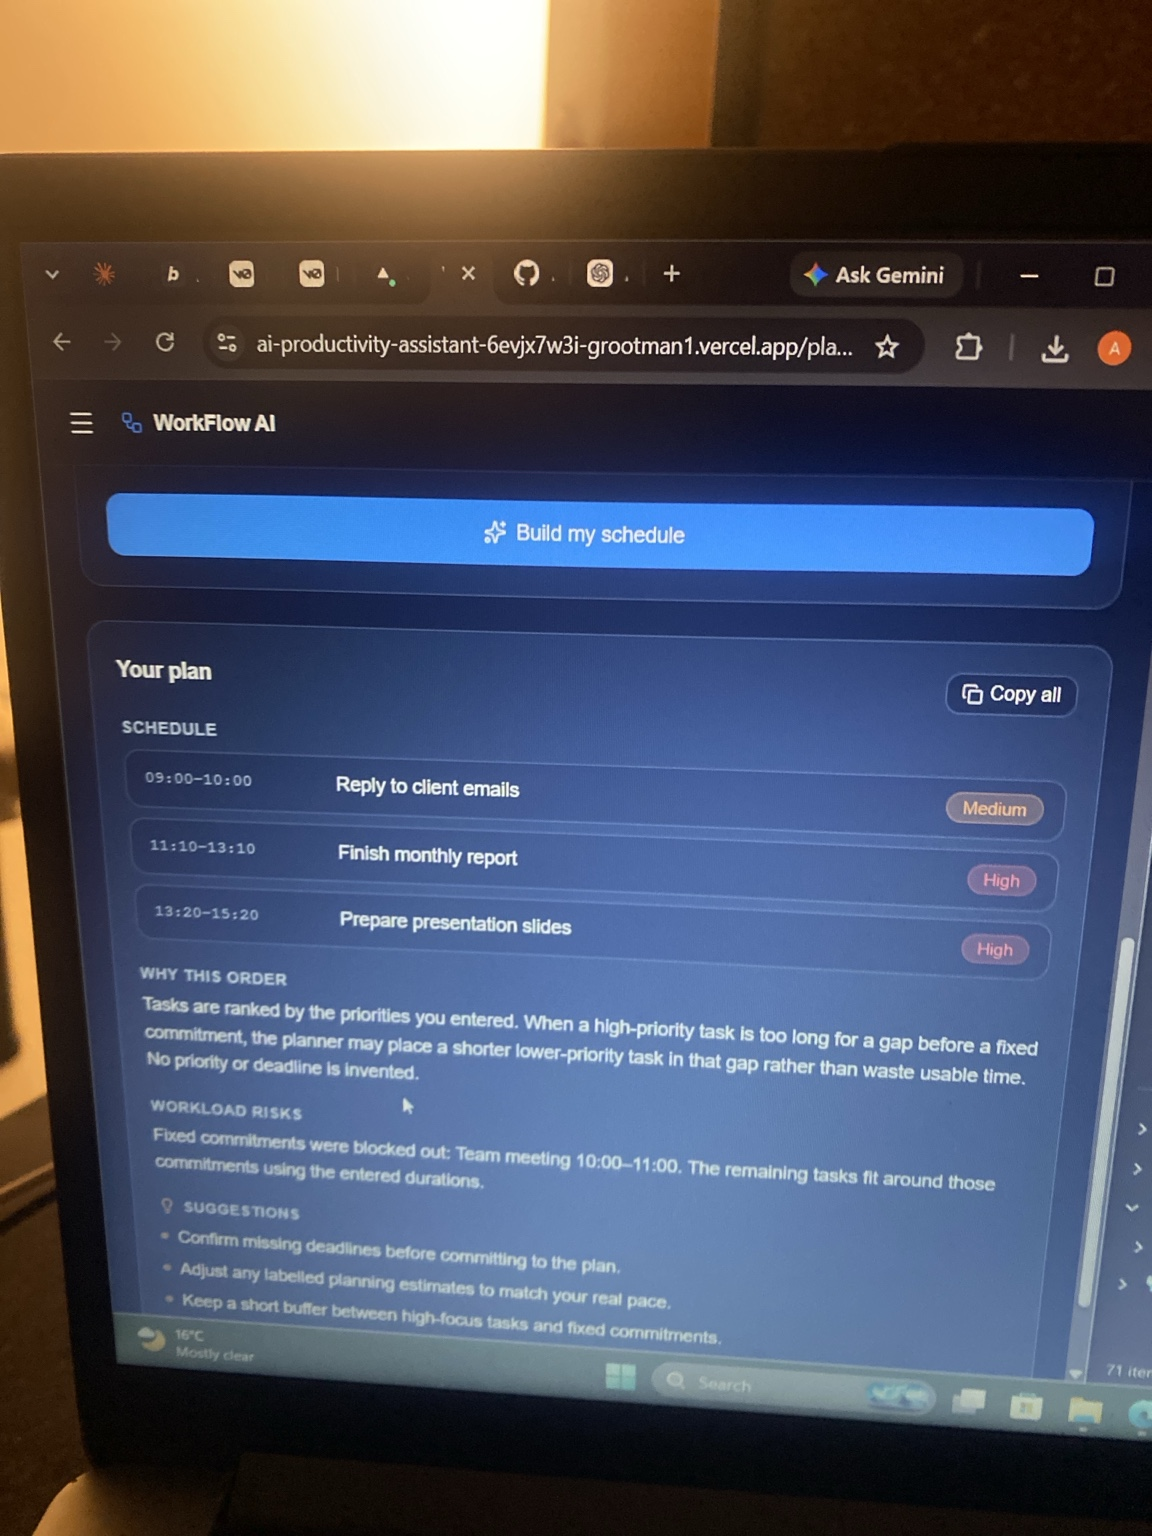 b
Ask Gemini
ai-productivity-assistant-6evjx7w3i-grootman1.vercel.app/pla...
A
WorkFlow AI
Build my schedule
Your plan
Copy all
SCHEDULE
09:00–10:00 Reply to client emails Medium
11:10–13:10 Finish monthly report High
13:20–15:20 Prepare presentation slides High
WHY THIS ORDER
Tasks are ranked by the priorities you entered. When a high-priority task is too long for a gap before a fixed
commitment, the planner may place a shorter lower-priority task in that gap rather than waste usable time.
No priority or deadline is invented.
WORKLOAD RISKS
Fixed commitments were blocked out: Team meeting 10:00–11:00. The remaining tasks fit around those
commitments using the entered durations.
SUGGESTIONS
Confirm missing deadlines before committing to the plan.
Adjust any labelled planning estimates to match your real pace.
Keep a short buffer between high-focus tasks and fixed commitments.
16°C
Mostly clear
Search
71